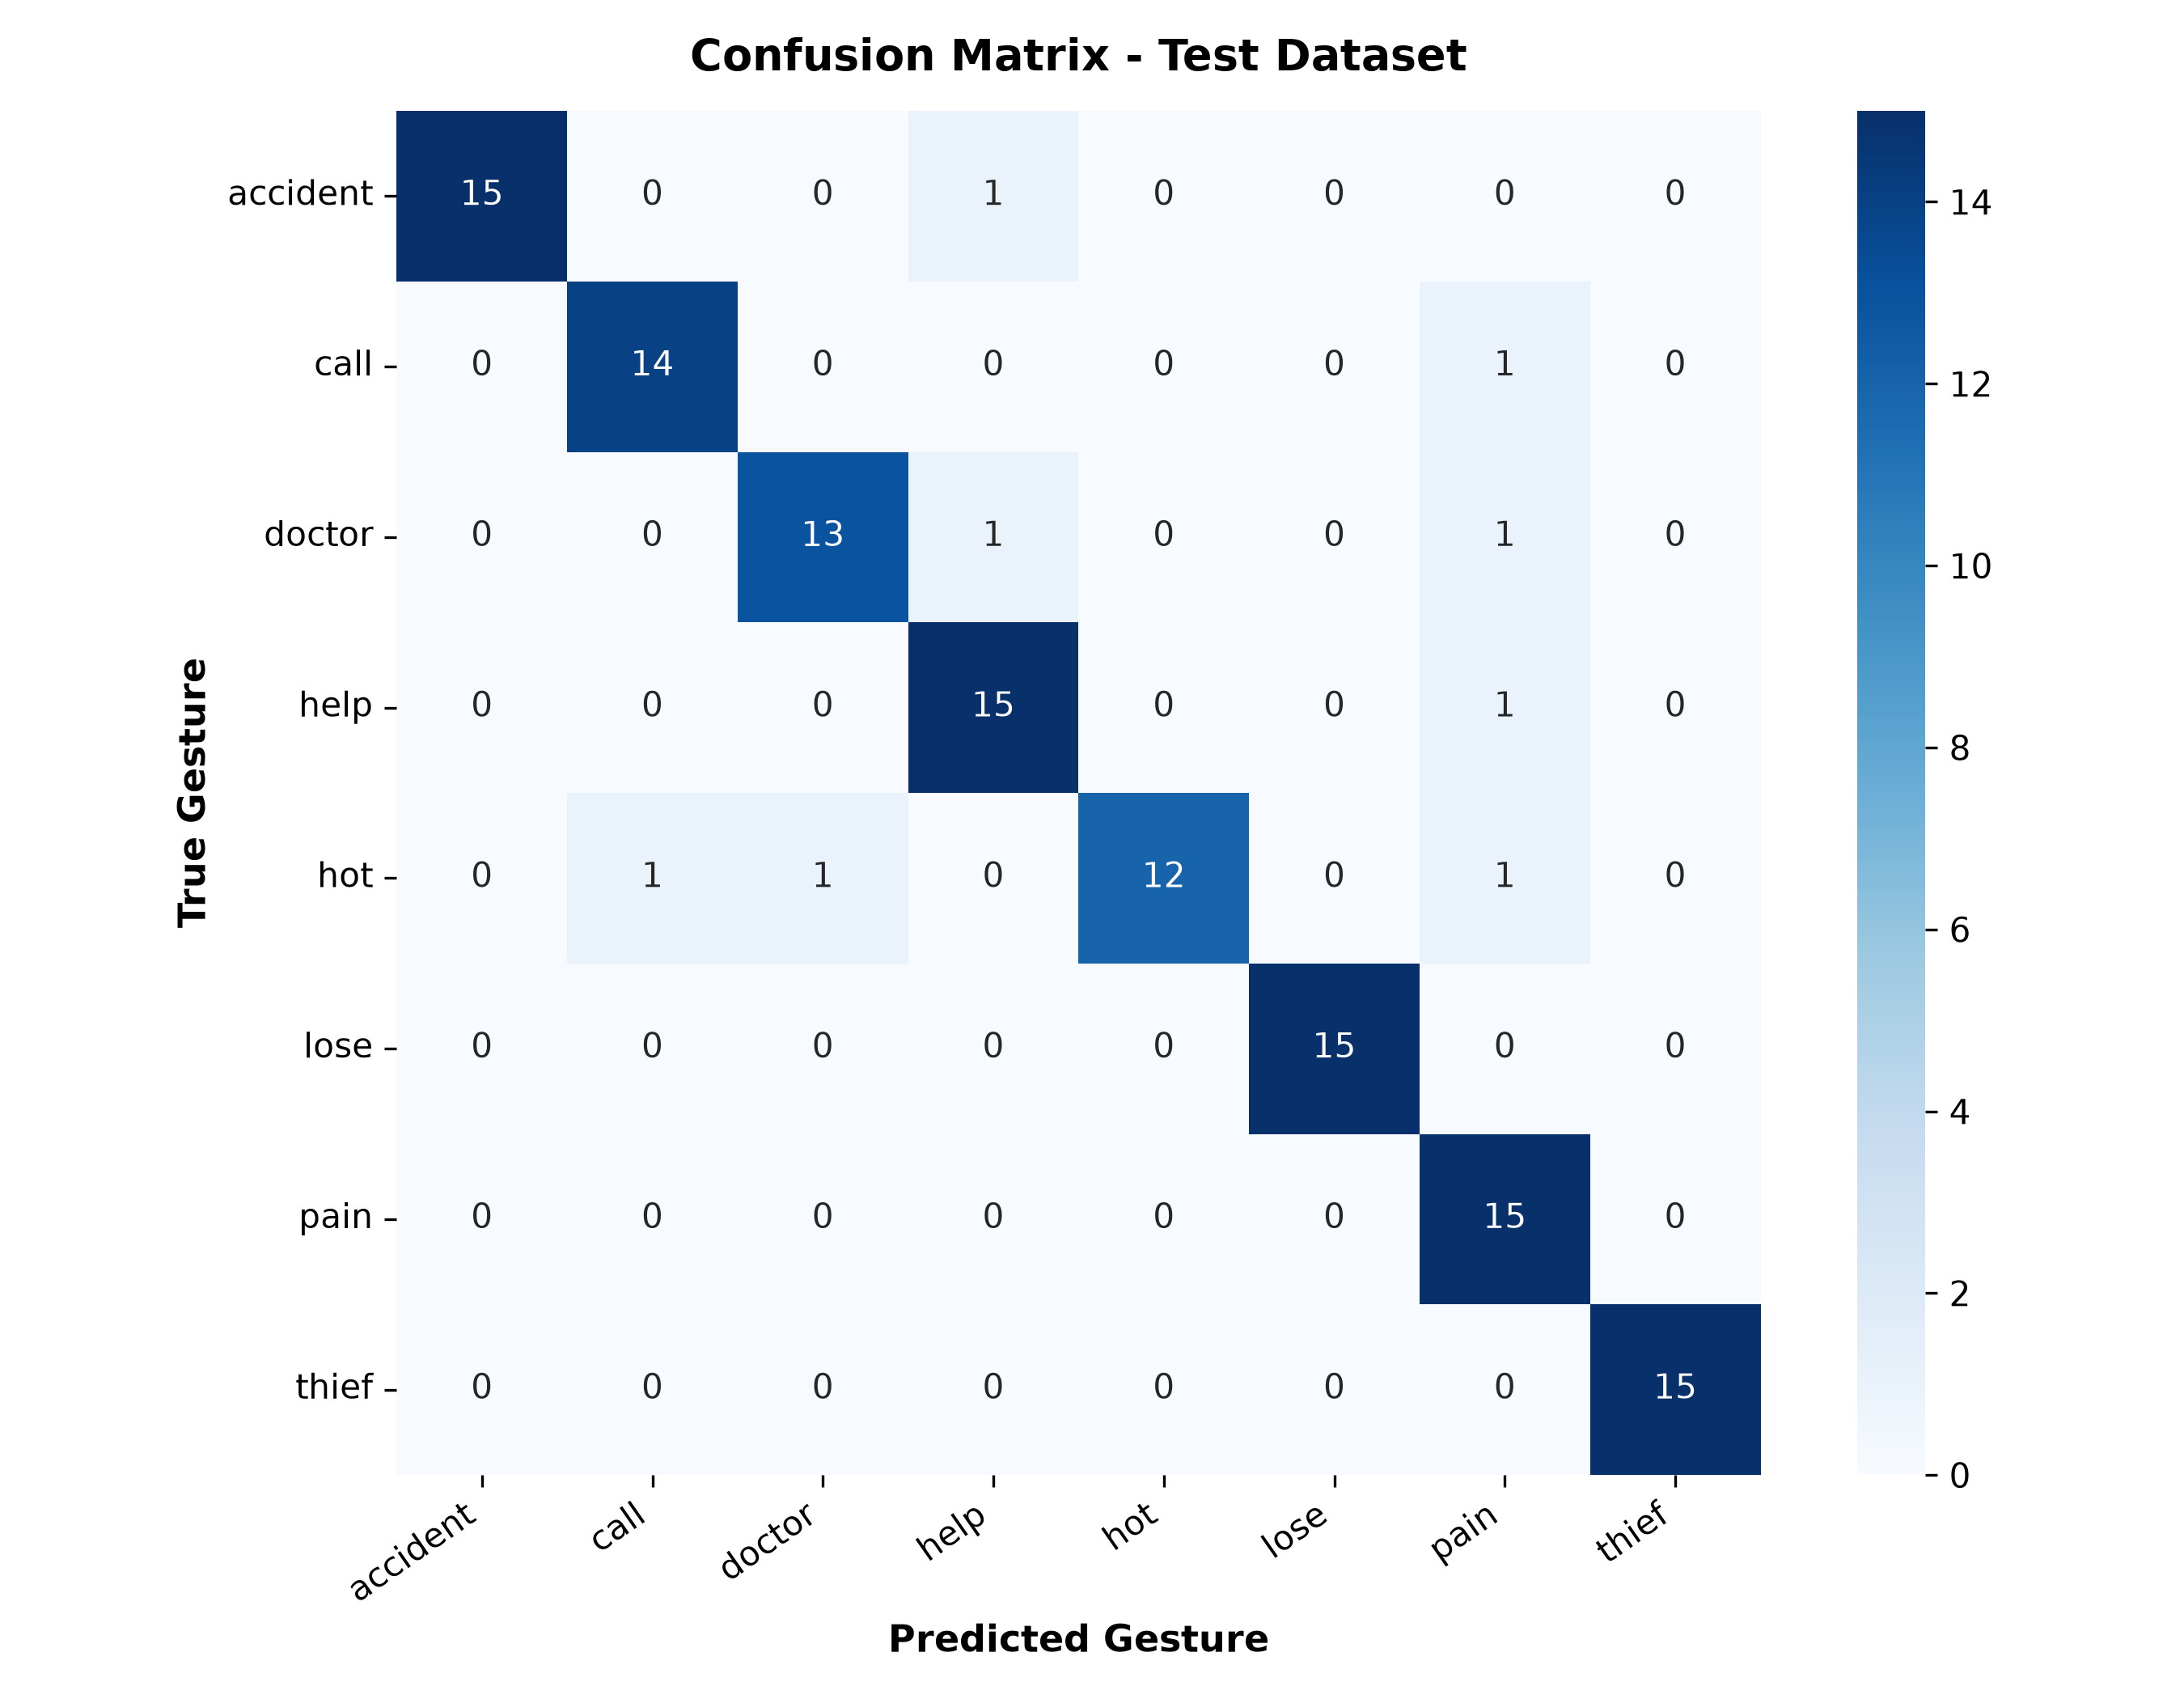 Confusion Matrix - Test Dataset
accident 15 0 0 1 0 0 0 0
call 0 14 0 0 0 0 1 0
doctor 0 0 13 1 0 0 1 0
help 0 0 0 15 0 0 1 0
hot 0 1 1 0 12 0 1 0
lose 0 0 0 0 0 15 0 0
pain 0 0 0 0 0 0 15 0
thief 0 0 0 0 0 0 0 15
accident call doctor help hot lose pain thief
Predicted Gesture
True Gesture
14
12
10
8
6
4
2
0